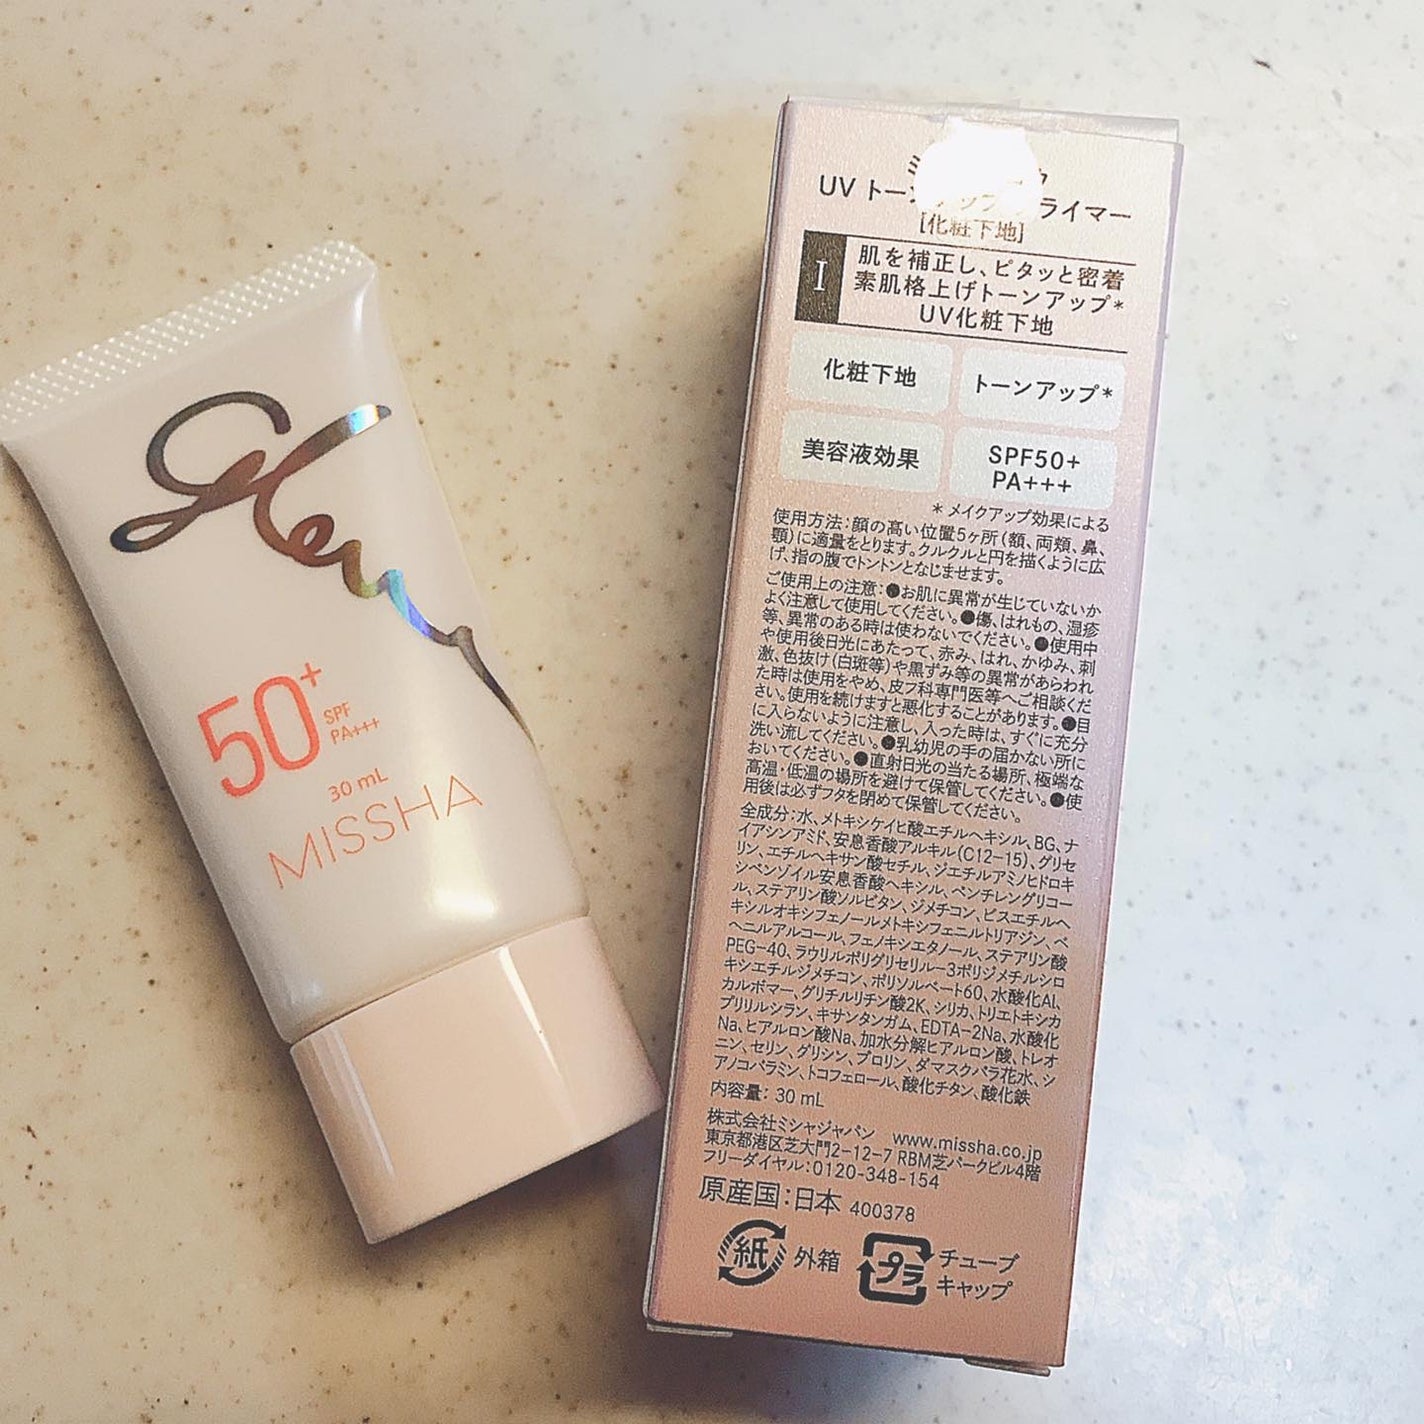 Glow
50+
SPF
PA+++
30 mL
MISSHA
UV トーンアップ プライマー
[化粧下地]
I
肌を補正し、ピタッと密着
素肌格上げトーンアップ*
UV化粧下地
化粧下地
トーンアップ*
美容液効果
SPF50+
PA+++
*メイクアップ効果による
使用方法:顔の高い位置5ヶ所(額、両頬、鼻、
顎)に適量をとります。クルクルと円を描くように広
げ、指の腹でトントンとなじませます。
ご使用上の注意:●お肌に異常が生じていないか
よく注意して使用してください。●傷、はれもの、湿疹
等、異常のある時は使わないでください。●使用中
や使用後日光にあたって、赤み、はれ、かゆみ、刺
激、色抜け(白斑等)や黒ずみ等の異常があらわれ
た時は使用をやめ、皮フ科専門医等へご相談くだ
さい。使用を続けますと悪化することがあります。●目
に入らないように注意し、入った時は、すぐに充分
洗い流してください。●乳幼児の手の届かない所に
おいてください。●直射日光の当たる場所、極端な
高温・低温の場所を避けて保管してください。●使
用後は必ずフタを閉めて保管してください。
全成分:水、メトキシケイヒ酸エチルヘキシル、BG、ナ
イアシンアミド、安息香酸アルキル(C12-15)、グリセ
リン、エチルヘキサン酸セチル、ジエチルアミノヒドロキ
シベンゾイル安息香酸ヘキシル、ペンチレングリコー
ル、ステアリン酸ソルビタン、ジメチコン、ビスエチルヘ
キシルオキシフェノールメトキシフェニルトリアジン、ベ
ヘニルアルコール、フェノキシエタノール、ステアリン酸
PEG-40、ラウリルポリグリセリル-3ポリジメチルシロ
キシエチルジメチコン、ポリソルベート60、水酸化Al、
カルボマー、グリチルリチン酸2K、シリカ、トリエトキシカ
プリリルシラン、キサンタンガム、EDTA-2Na、水酸化
Na、ヒアルロン酸Na、加水分解ヒアルロン酸、トレオ
ニン、セリン、グリシン、プロリン、ダマスクバラ花水、シ
アノコバラミン、トコフェロール、酸化チタン、酸化鉄
内容量: 30 mL
株式会社ミシャジャパン www.missha.co.jp
東京都港区芝大門2-12-7 RBM芝パークビル4階
フリーダイヤル:0120-348-154
原産国:日本 400378
紙 外箱 プラ チューブ
キャップ